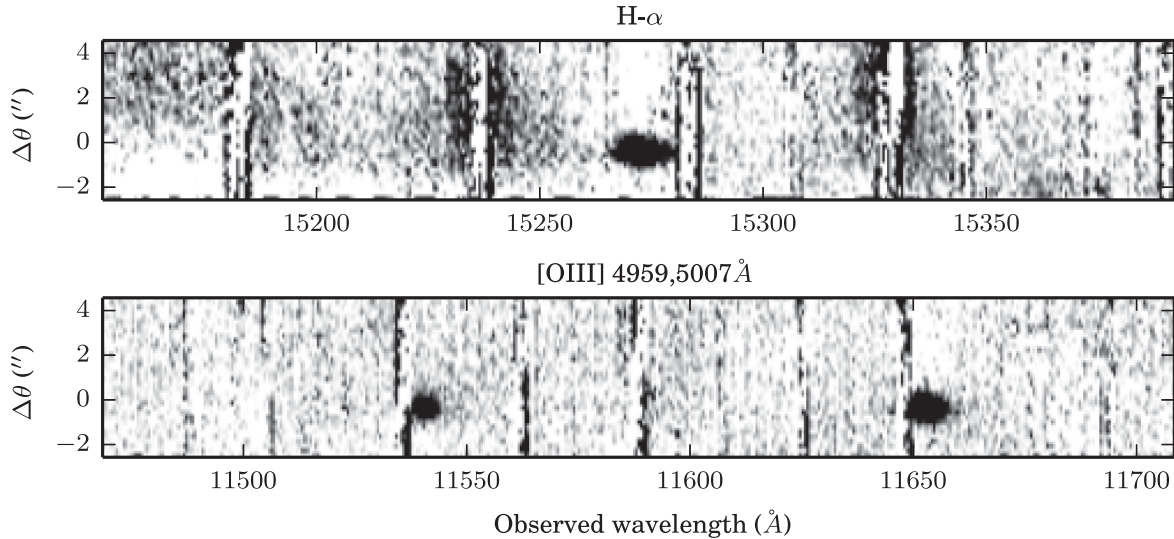 H-α
4
2
0
−2
Δθ (″)
15200 15250 15300 15350
[OIII] 4959,5007Å
4
2
0
−2
Δθ (″)
11500 11550 11600 11650 11700
Observed wavelength (Å)